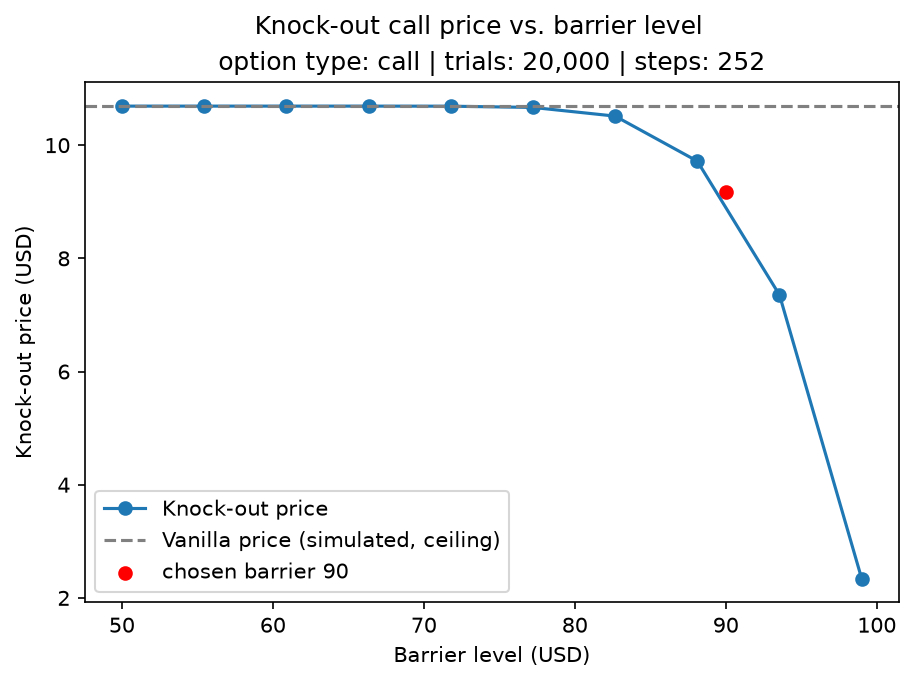 Knock-out call price vs. barrier level
option type: call | trials: 20,000 | steps: 252
Knock-out price (USD)
10
8
6
4
2
Knock-out price
Vanilla price (simulated, ceiling)
chosen barrier 90
50 60 70 80 90 100
Barrier level (USD)